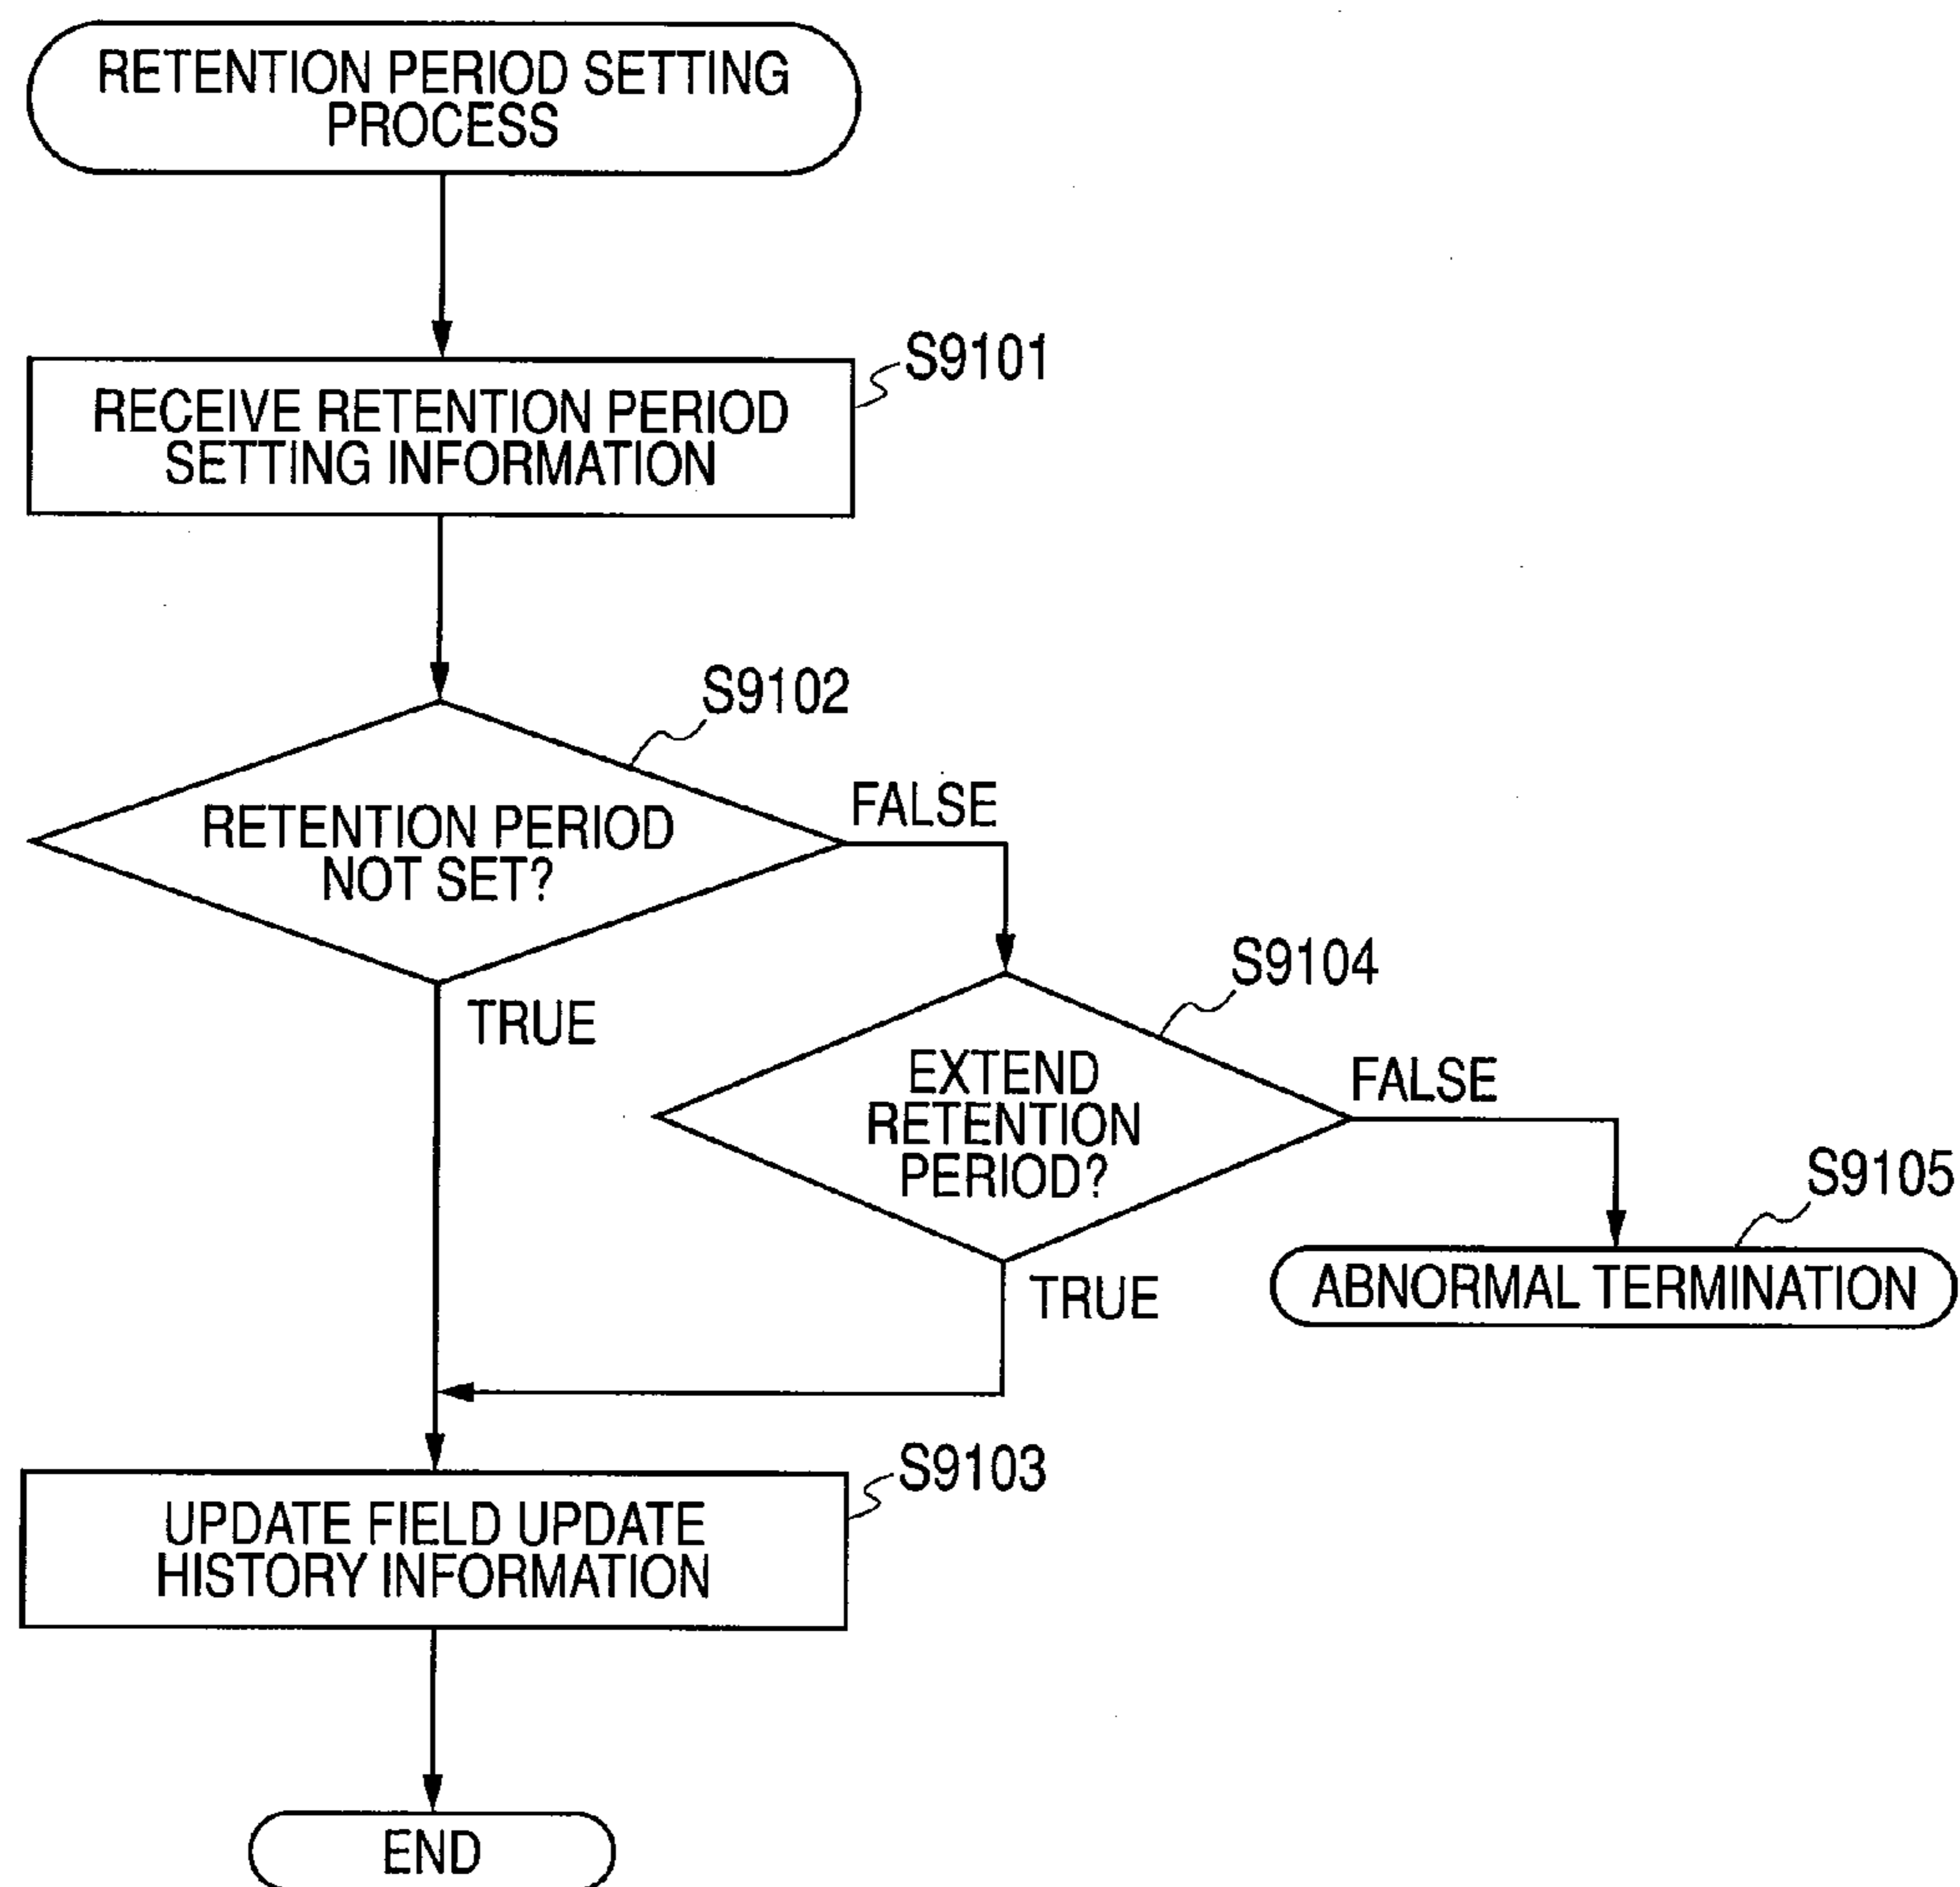 RETENTION PERIOD SETTING
PROCESS
S9101
RECEIVE RETENTION PERIOD
SETTING INFORMATION
S9102
RETENTION PERIOD
NOT SET?
FALSE
TRUE
S9104
EXTEND
RETENTION
PERIOD?
FALSE
TRUE
S9105
ABNORMAL TERMINATION
S9103
UPDATE FIELD UPDATE
HISTORY INFORMATION
END